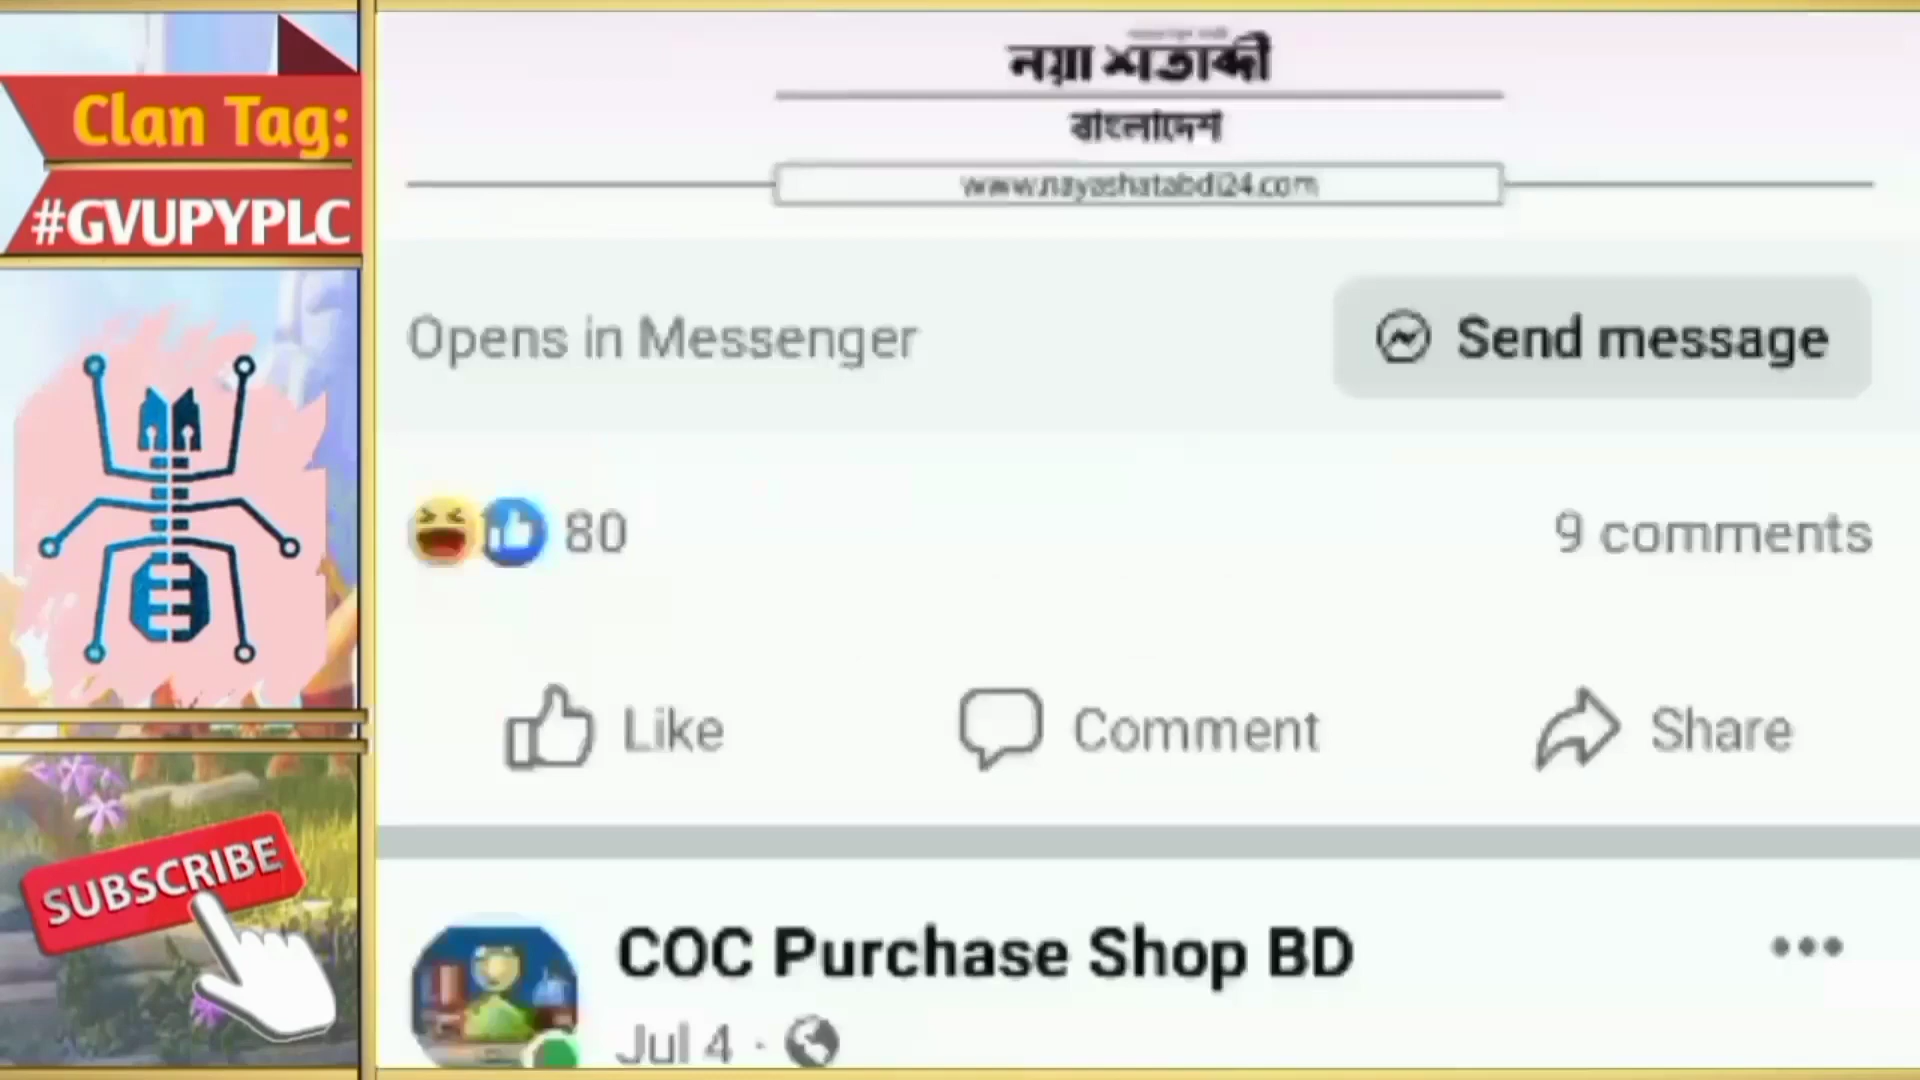 Clan Tag:
#GVUPYPLC
SUBSCRIBE
নয়া শতাব্দী
বাংলাদেশ
www.nayashatabdi24.com
Opens in Messenger
Send message
80
9 comments
Like
Comment
Share
COC Purchase Shop BD
Jul 4 ·